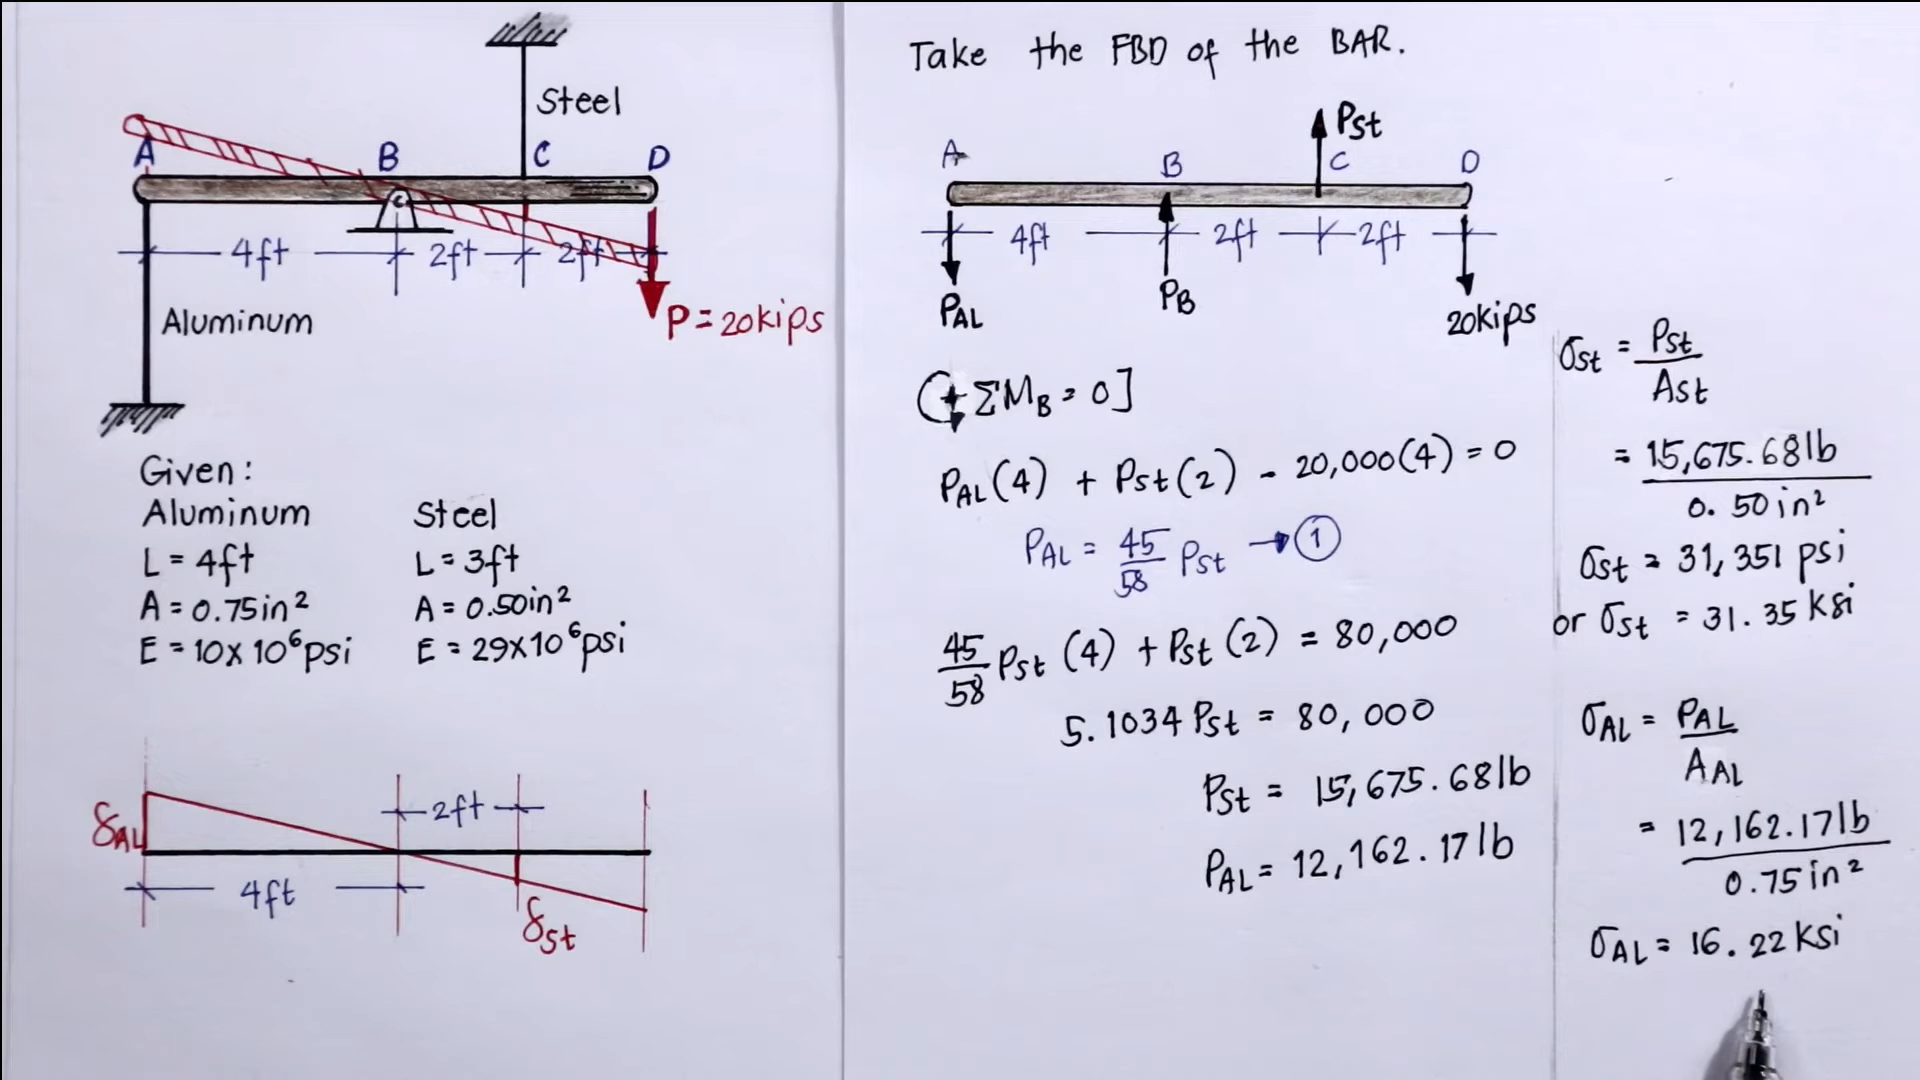 Steel
A B C D
4ft 2ft 2ft
P = 20kips
Aluminum
Given:
Aluminum Steel
L = 4ft L = 3ft
A = 0.75in² A = 0.50in²
E = 10x10⁶psi E = 29x10⁶psi
2ft
δAL
4ft
δst
Take the FBD of the BAR.
Pst
A B C D
4ft 2ft 2ft
PAL PB 20kips
+ ΣMB = 0]
PAL(4) + Pst(2) - 20,000(4) = 0
PAL = 45/58 Pst → 1
45/58 Pst (4) + Pst (2) = 80,000
5.1034 Pst = 80,000
Pst = 15,675.68lb
PAL = 12,162.17lb
σst = Pst/Ast
= 15,675.68lb/0.50in²
σst = 31,351 psi
or σst = 31.35 ksi
σAL = PAL/AAL
= 12,162.17lb/0.75in²
σAL = 16.22ksi